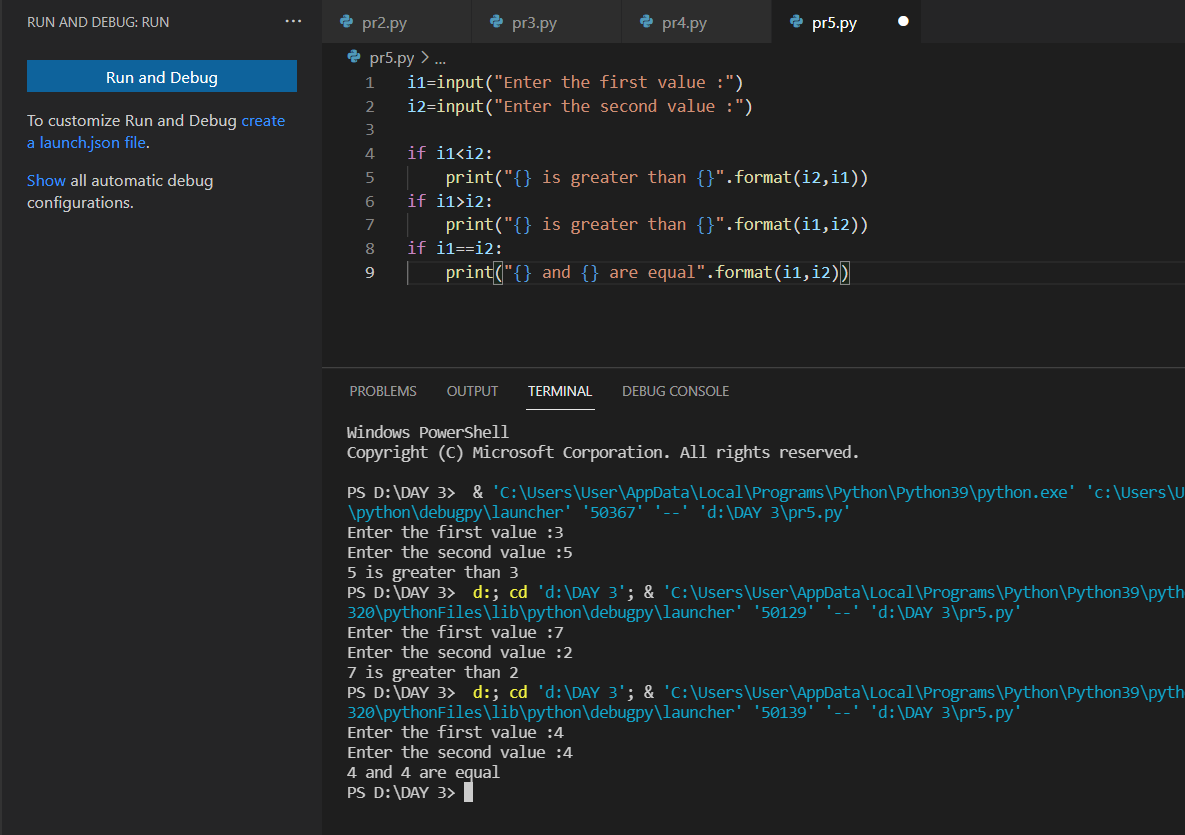 RUN AND DEBUG: RUN ...
Run and Debug
To customize Run and Debug create
a launch.json file.
Show all automatic debug
configurations.
pr2.py pr3.py pr4.py pr5.py
pr5.py > ...
1 i1=input("Enter the first value :")
2 i2=input("Enter the second value :")
3
4 if i1<i2:
5     print("{} is greater than {}".format(i2,i1))
6 if i1>i2:
7     print("{} is greater than {}".format(i1,i2))
8 if i1==i2:
9     print("{} and {} are equal".format(i1,i2))
PROBLEMS OUTPUT TERMINAL DEBUG CONSOLE
Windows PowerShell
Copyright (C) Microsoft Corporation. All rights reserved.
PS D:\DAY 3>  & 'C:\Users\User\AppData\Local\Programs\Python\Python39\python.exe' 'c:\Users\U
\python\debugpy\launcher' '50367' '--' 'd:\DAY 3\pr5.py'
Enter the first value :3
Enter the second value :5
5 is greater than 3
PS D:\DAY 3>  d:; cd 'd:\DAY 3'; & 'C:\Users\User\AppData\Local\Programs\Python\Python39\pyth
320\pythonFiles\lib\python\debugpy\launcher' '50129' '--' 'd:\DAY 3\pr5.py'
Enter the first value :7
Enter the second value :2
7 is greater than 2
PS D:\DAY 3>  d:; cd 'd:\DAY 3'; & 'C:\Users\User\AppData\Local\Programs\Python\Python39\pyth
320\pythonFiles\lib\python\debugpy\launcher' '50139' '--' 'd:\DAY 3\pr5.py'
Enter the first value :4
Enter the second value :4
4 and 4 are equal
PS D:\DAY 3>